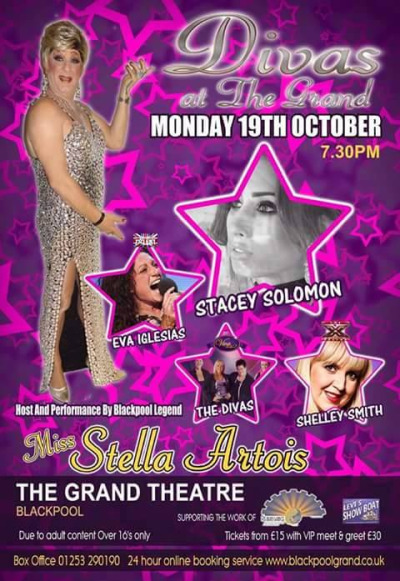 Divas
at The Grand
MONDAY 19TH OCTOBER
7.30PM
STACEY SOLOMON
EVA IGLESIAS
THE DIVAS
SHELLEY SMITH
Host And Performance By Blackpool Legend
Miss Stella Artois
THE GRAND THEATRE
BLACKPOOL
SUPPORTING THE WORK OF
SHOW BOAT
Due to adult content Over 16's only
Tickets from £15 with VIP meet & greet £30
Box Office 01253 290190 24 hour online booking service www.blackpoolgrand.co.uk